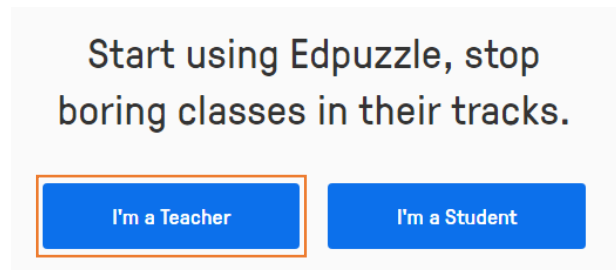 Start using Edpuzzle, stop
boring classes in their tracks.
I'm a Teacher
I'm a Student